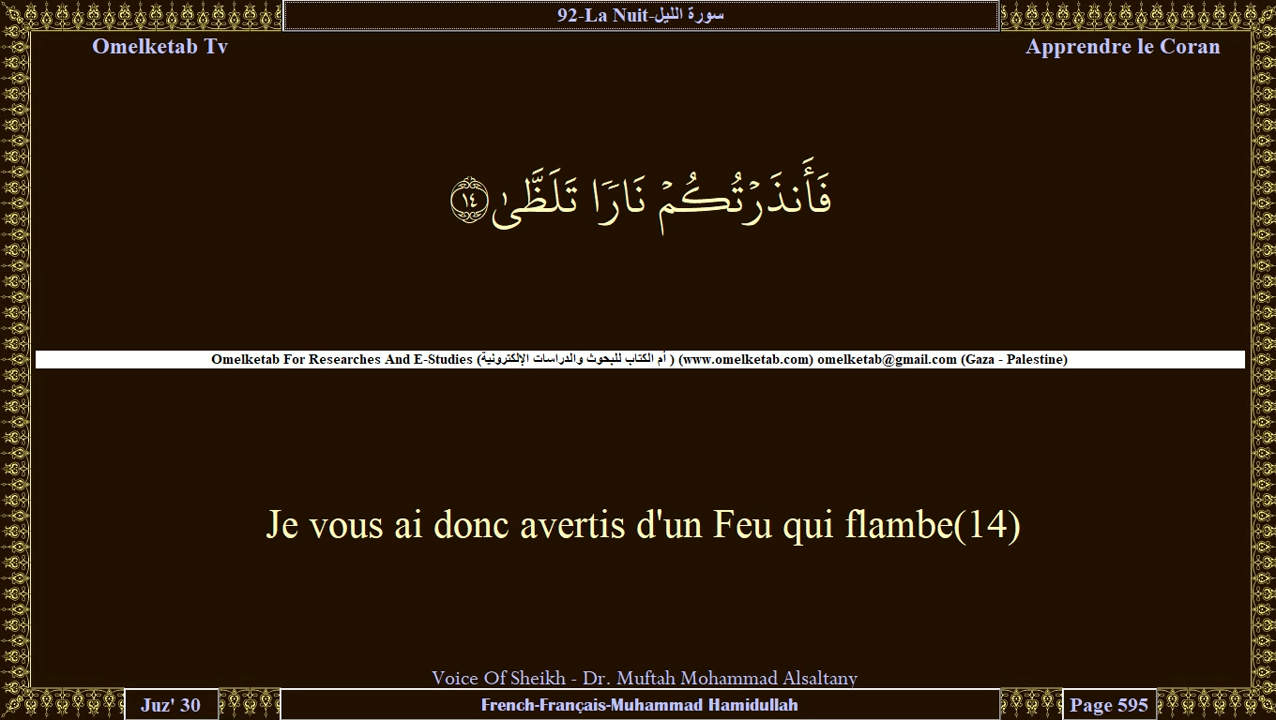 92-La Nuit-سورة الليل
Omelketab Tv
Apprendre le Coran
فَأَنذَرْتُكُمْ نَارًا تَلَظَّىٰ ١٤
Omelketab For Researches And E-Studies (أم الكتاب للبحوث والدراسات الإلكترونية ) (www.omelketab.com) omelketab@gmail.com (Gaza - Palestine)
Je vous ai donc avertis d'un Feu qui flambe(14)
Voice Of Sheikh - Dr. Muftah Mohammad Alsaltany
Juz' 30
French-Français-Muhammad Hamidullah
Page 595